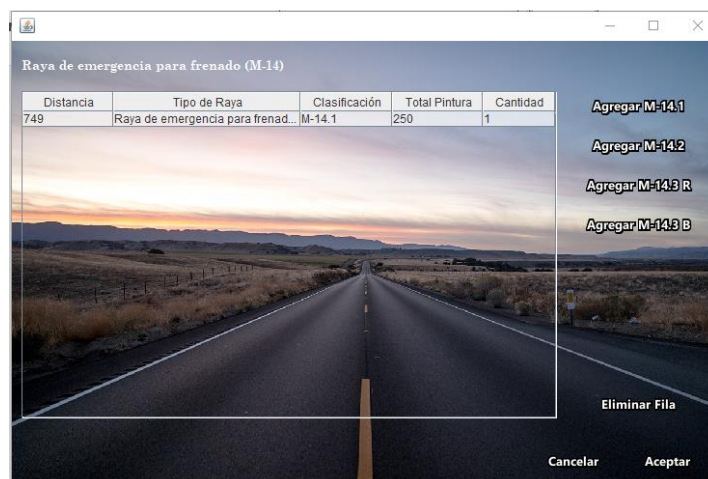 Raya de emergencia para frenado (M-14)
Distancia Tipo de Raya Clasificación Total Pintura Cantidad
749 Raya de emergencia para frenad... M-14.1 250 1
Agregar M-14.1
Agregar M-14.2
Agregar M-14.3 R
Agregar M-14.3 B
Eliminar Fila
Cancelar Aceptar